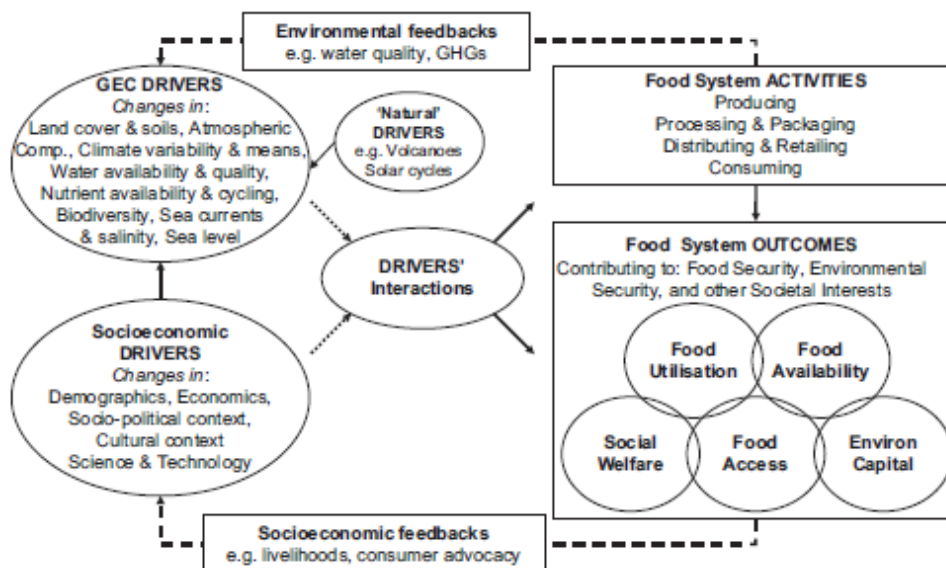 Environmental feedbacks
e.g. water quality, GHGs
GEC DRIVERS
Changes in:
Land cover & soils, Atmospheric
Comp., Climate variability & means,
Water availability & quality,
Nutrient availability & cycling,
Biodiversity, Sea currents
& salinity, Sea level
'Natural'
DRIVERS
e.g. Volcanoes
Solar cycles
Food System ACTIVITIES
Producing
Processing & Packaging
Distributing & Retailing
Consuming
DRIVERS'
Interactions
Food System OUTCOMES
Contributing to: Food Security, Environmental
Security, and other Societal Interests
Food
Utilisation
Food
Availability
Social
Welfare
Food
Access
Environ
Capital
Socioeconomic
DRIVERS
Changes in:
Demographics, Economics,
Socio-political context,
Cultural context
Science & Technology
Socioeconomic feedbacks
e.g. livelihoods, consumer advocacy